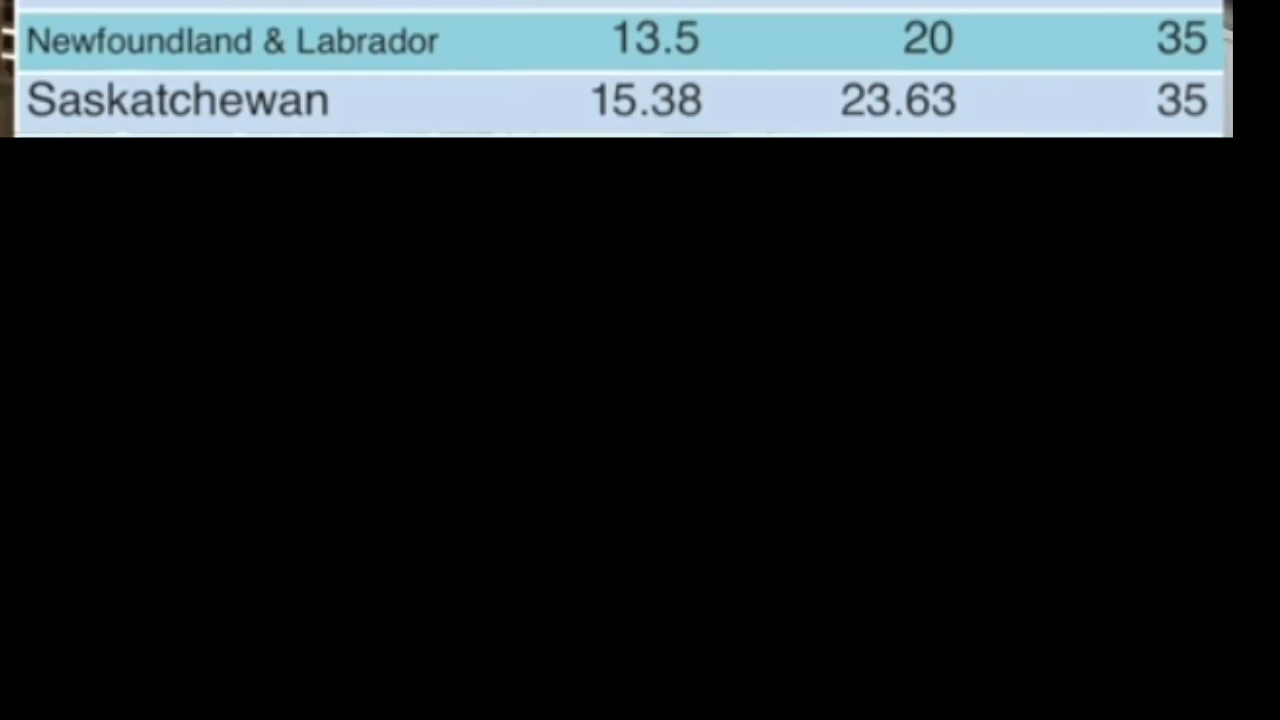 Newfoundland & Labrador 13.5 20 35
Saskatchewan 15.38 23.63 35